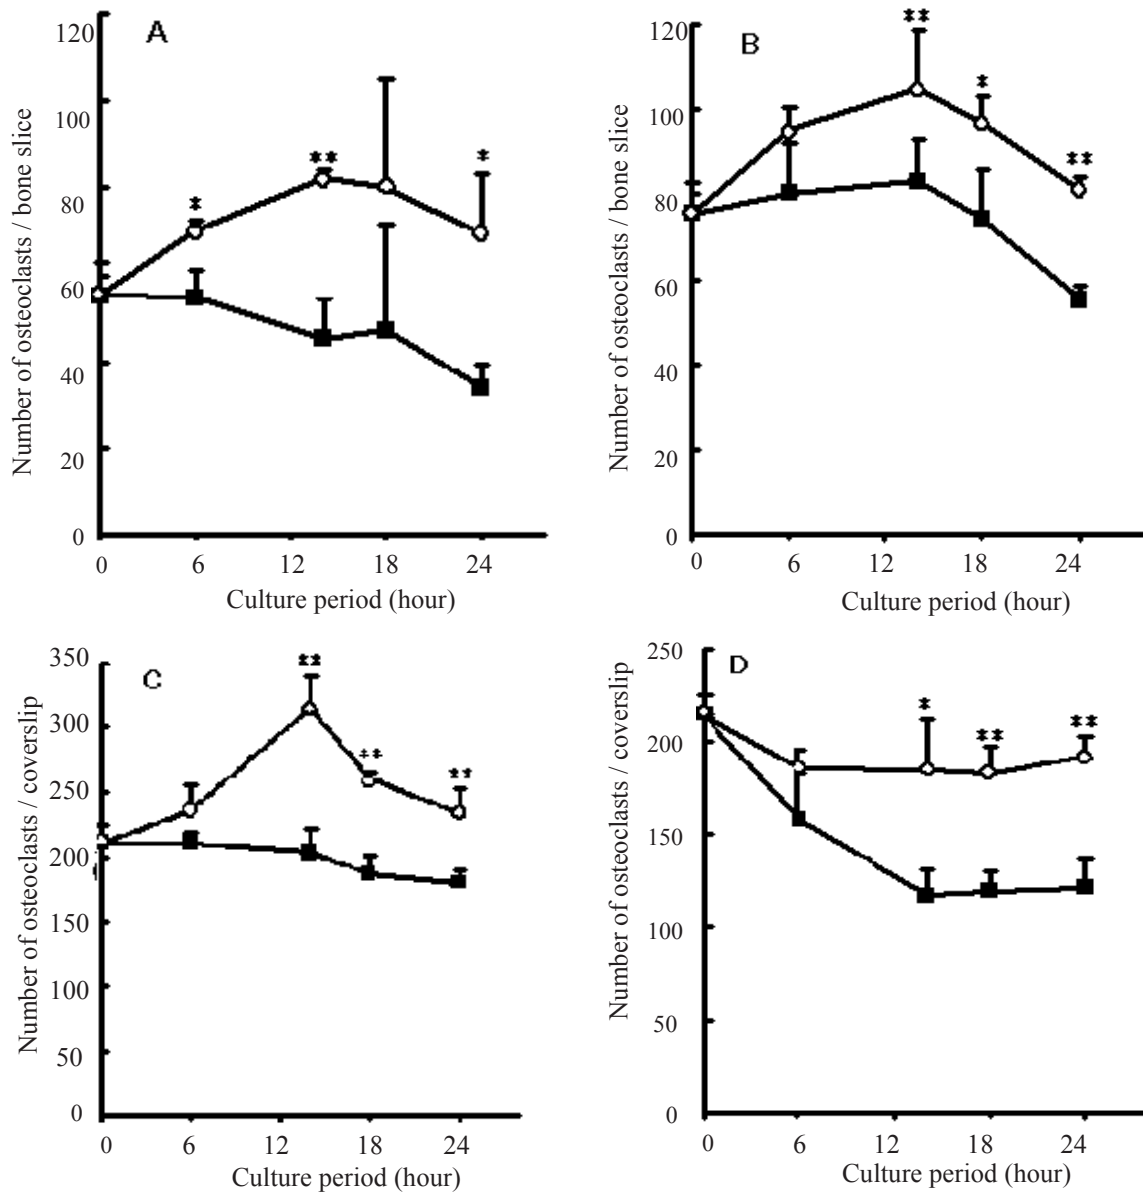 A
120
100
80
60
40
20
0
Number of osteoclasts / bone slice
* ** *
0 6 12 18 24
Culture period (hour)
B
120
100
80
60
40
20
0
Number of osteoclasts / bone slice
** * **
0 6 12 18 24
Culture period (hour)
C
350
300
250
200
150
100
50
0
Number of osteoclasts / coverslip
** ** **
0 6 12 18 24
Culture period (hour)
D
250
200
150
100
50
0
Number of osteoclasts / coverslip
* ** **
0 6 12 18 24
Culture period (hour)